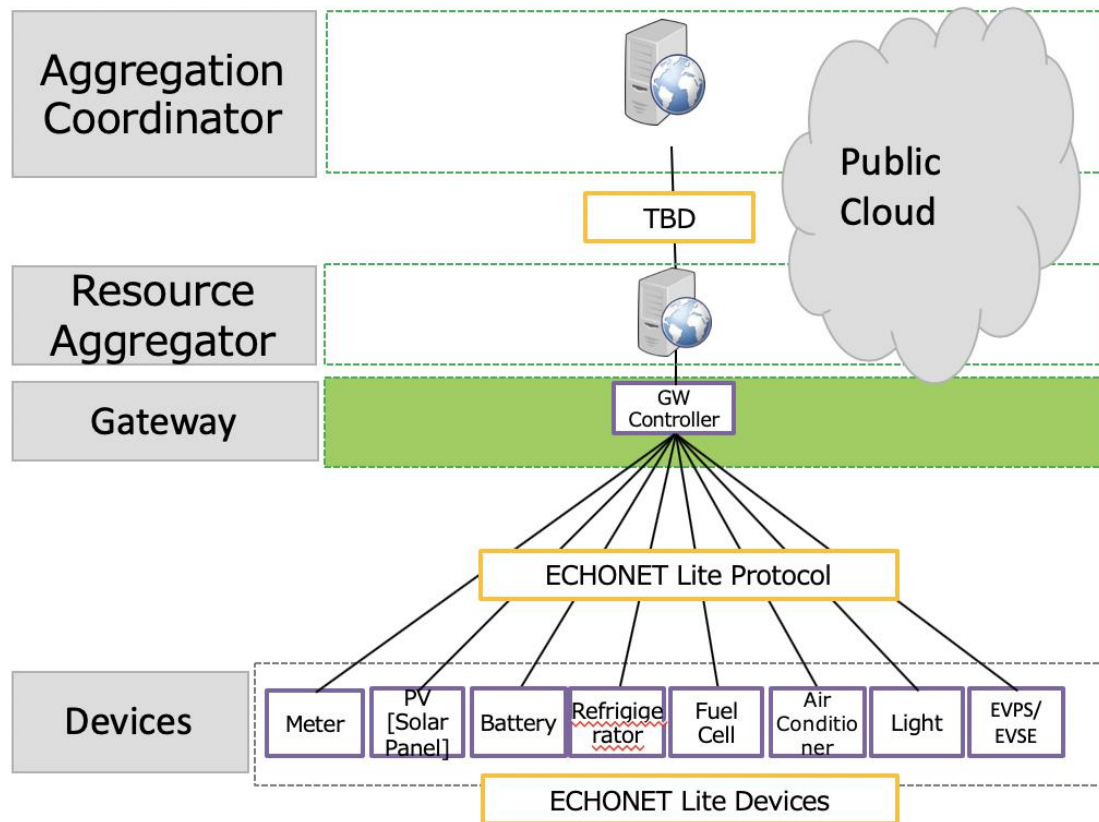 Aggregation
Coordinator
Public
Cloud
TBD
Resource
Aggregator
Gateway
GW
Controller
ECHONET Lite Protocol
Devices
Meter
PV
[Solar
Panel]
Battery
Refrigige
rator
Fuel
Cell
Air
Conditio
ner
Light
EVPS/
EVSE
ECHONET Lite Devices